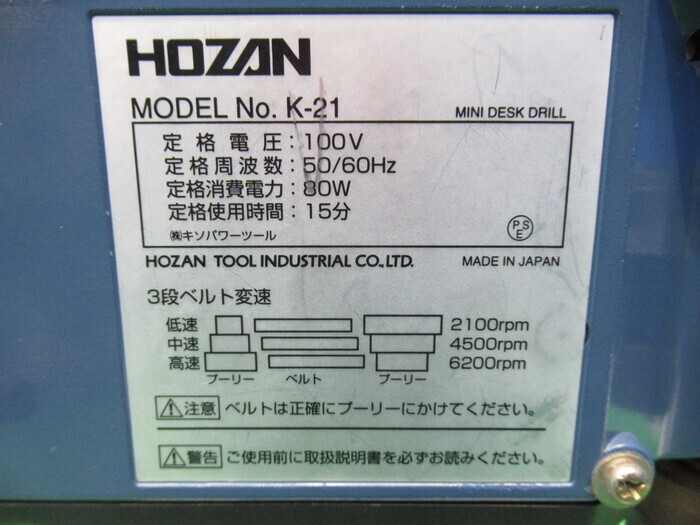 HOZAN
MODEL No. K-21 MINI DESK DRILL
定格電圧：100V
定格周波数：50/60Hz
定格消費電力：80W
定格使用時間：15分
㈱キソパワーツール
PSE
HOZAN TOOL INDUSTRIAL CO.,LTD. MADE IN JAPAN
3段ベルト変速
低速 2100rpm
中速 4500rpm
高速 6200rpm
プーリー ベルト プーリー
⚠注意 ベルトは正確にプーリーにかけてください。
⚠警告 ご使用前に取扱説明書を必ずお読みください。